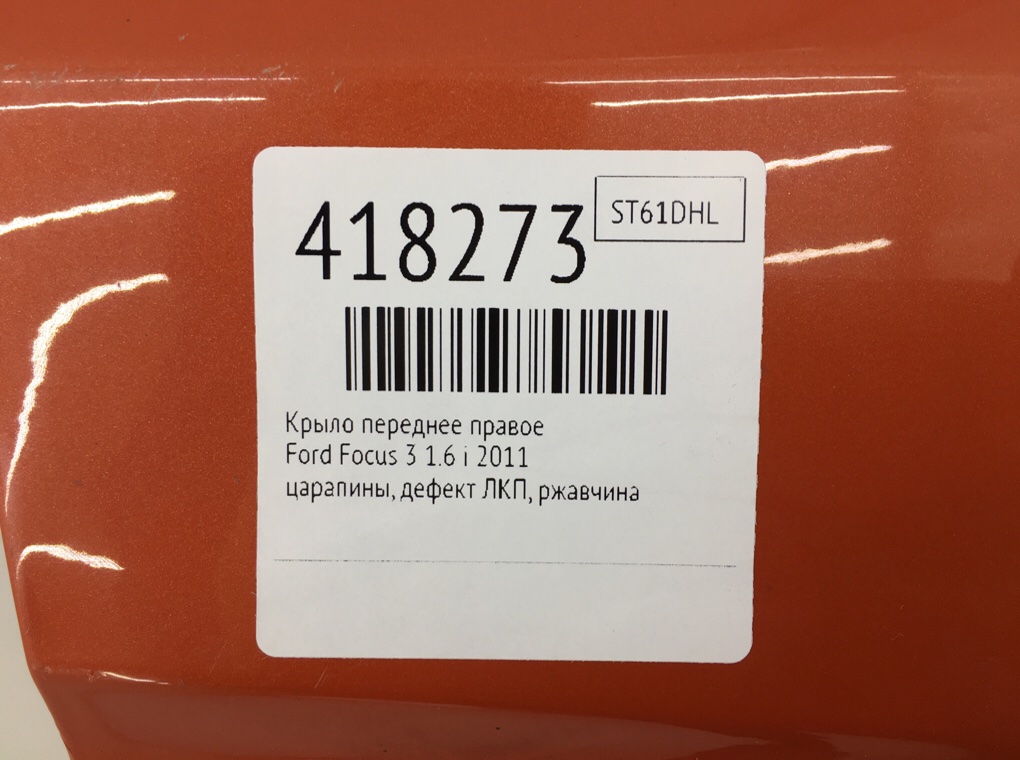 418273
ST61DHL
Крыло переднее правое
Ford Focus 3 1.6 i 2011
царапины, дефект ЛКП, ржавчина